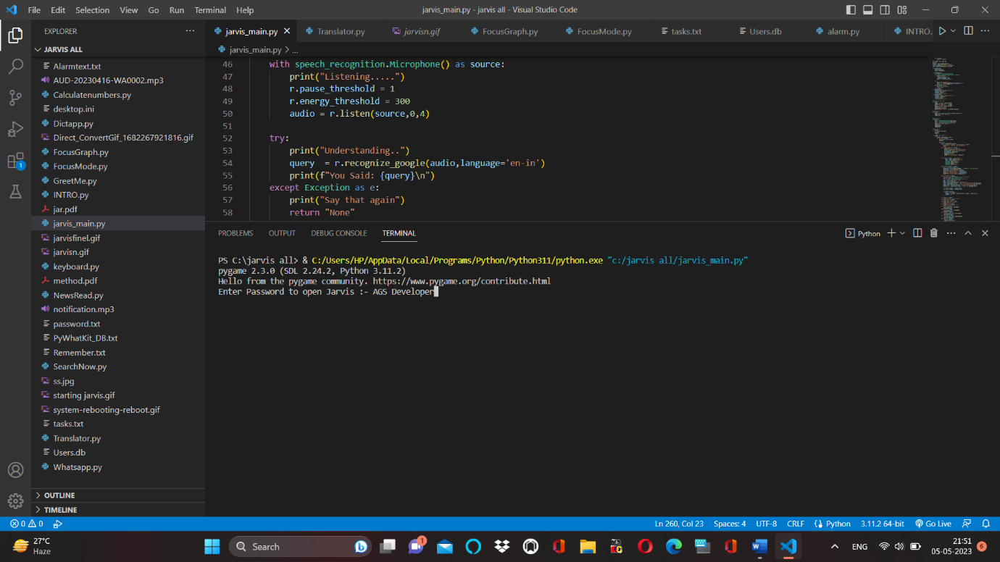 File Edit Selection View Go Run Terminal Help
jarvis_main.py - jarvis all - Visual Studio Code
EXPLORER
jarvis_main.py
Translator.py
jarvisn.gif
FocusGraph.py
FocusMode.py
tasks.txt
Users.db
alarm.py
INTRO.
JARVIS ALL
jarvis_main.py > ...
Alarmtext.txt
AUD-20230416-WA0002.mp3
Calculatenumbers.py
desktop.ini
Dictapp.py
Direct_ConvertGif_1682267921816.gif
FocusGraph.py
FocusMode.py
GreetMe.py
INTRO.py
jar.pdf
jarvis_main.py
jarvisfinel.gif
jarvisn.gif
keyboard.py
method.pdf
NewsRead.py
notification.mp3
password.txt
PyWhatKit_DB.txt
Remember.txt
SearchNow.py
ss.jpg
starting jarvis.gif
system-rebooting-reboot.gif
tasks.txt
Translator.py
Users.db
Whatsapp.py
OUTLINE
TIMELINE
1
46 with speech_recognition.Microphone() as source:
47 print("Listening.....")
48 r.pause_threshold = 1
49 r.energy_threshold = 300
50 audio = r.listen(source,0,4)
51
52 try:
53 print("Understanding..")
54 query  = r.recognize_google(audio,language='en-in')
55 print(f"You Said: {query}\n")
56 except Exception as e:
57 print("Say that again")
58 return "None"
PROBLEMS OUTPUT DEBUG CONSOLE TERMINAL
Python
PS C:\jarvis all> & C:/Users/HP/AppData/Local/Programs/Python/Python311/python.exe "c:/jarvis all/jarvis_main.py"
pygame 2.3.0 (SDL 2.24.2, Python 3.11.2)
Hello from the pygame community. https://www.pygame.org/contribute.html
Enter Password to open Jarvis :- AGS Developer
0 0
Ln 260, Col 23 Spaces: 4 UTF-8 CRLF Python 3.11.2 64-bit Go Live
27°C
Haze
Search
1
ENG
21:51
05-05-2023
6